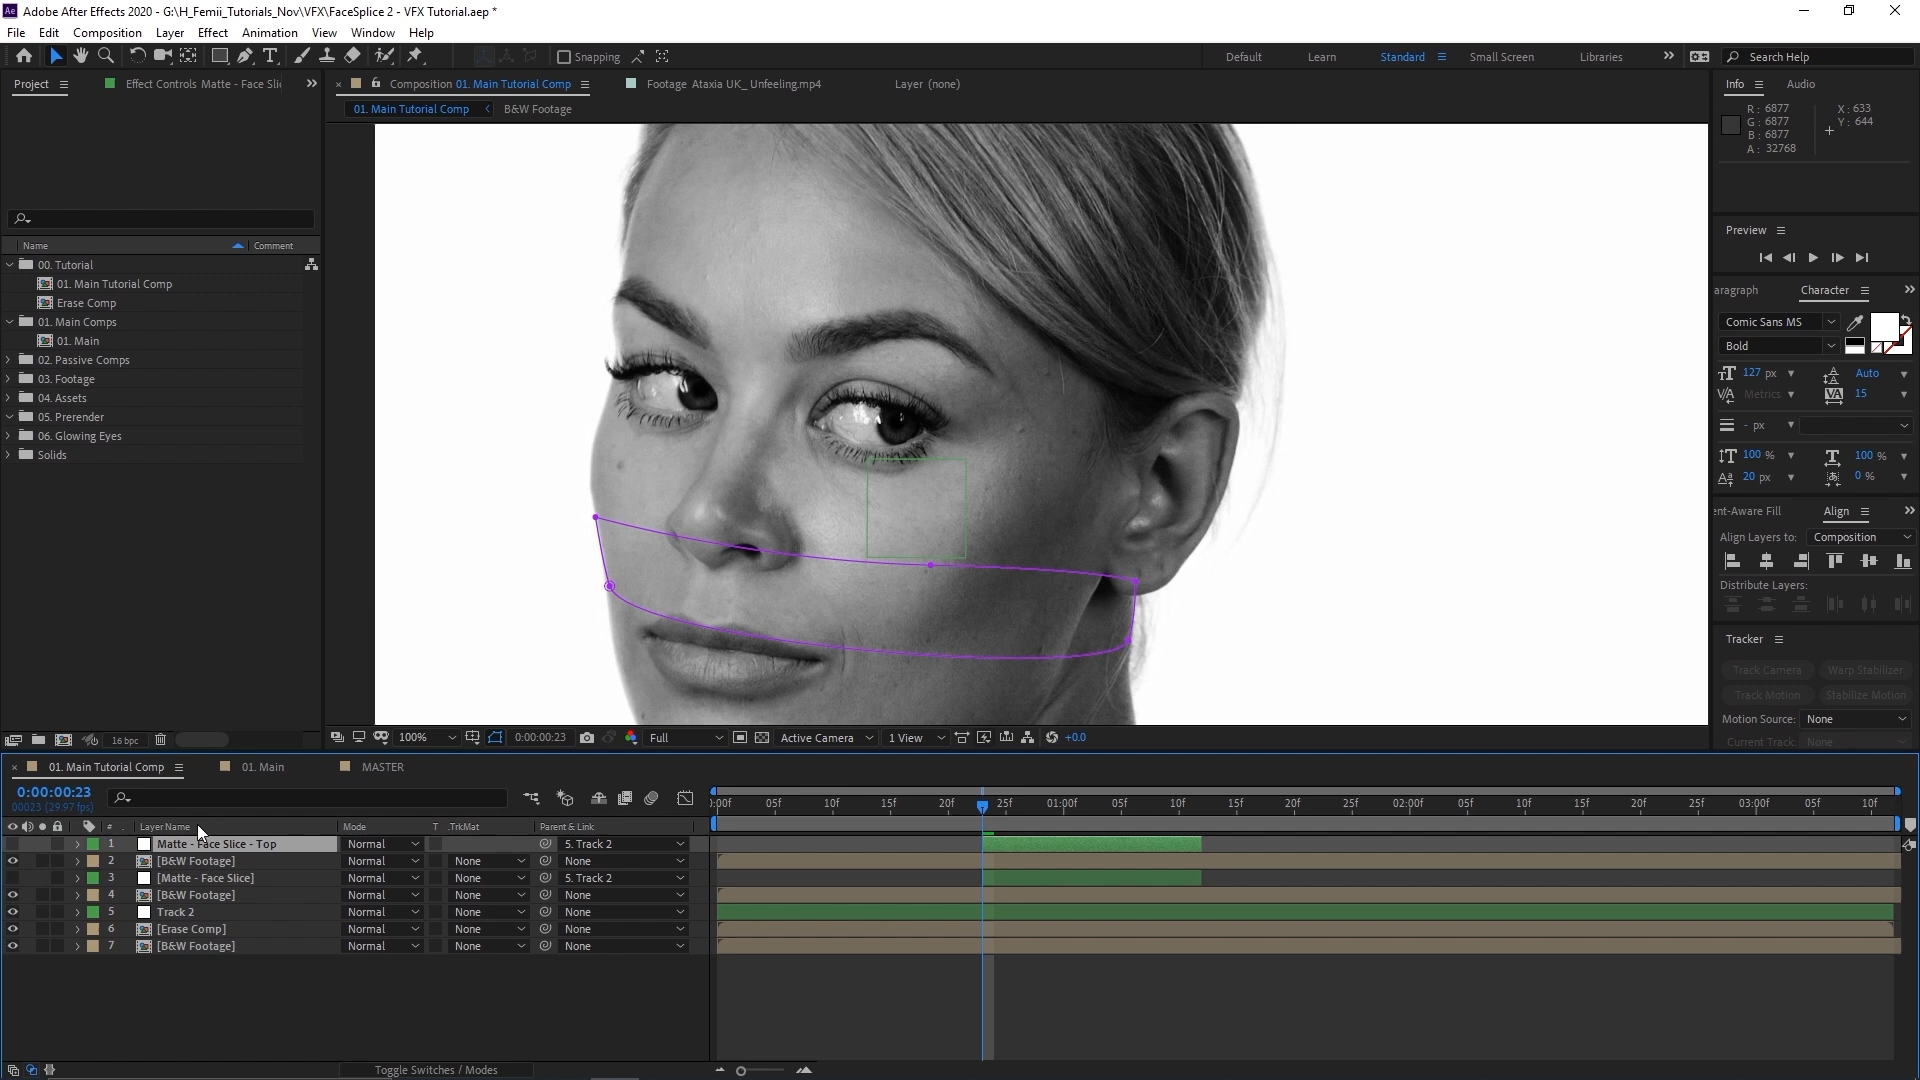 Ae Adobe After Effects 2020 - G:\H_Femii_Tutorials_Nov\VFX\FaceSplice 2 - VFX Tutorial.aep *
File Edit Composition Layer Effect Animation View Window Help
Snapping
Default Learn Standard Small Screen Libraries Search Help
Project Effect Controls Matte - Face Slic
Composition 01. Main Tutorial Comp Footage Ataxia UK_ Unfeeling.mp4 Layer (none)
01. Main Tutorial Comp B&W Footage
Info Audio
R: 6877 X: 633
G: 6877 Y: 644
B: 6877
A: 32768
Preview
Name Comment
00. Tutorial
01. Main Tutorial Comp
Erase Comp
01. Main Comps
01. Main
02. Passive Comps
03. Footage
04. Assets
05. Prerender
06. Glowing Eyes
Solids
16 bpc
aragraph Character
Comic Sans MS
Bold
127 px Auto
Metrics 15
- px
100 % 100 %
20 px 0 %
ent-Aware Fill Align
Align Layers to: Composition
Distribute Layers:
Tracker
Track Camera Warp Stabilizer
Track Motion Stabilize Motion
Motion Source: None
Current Track: None
100% 0:00:00:23 Full Active Camera 1 View +0.0
01. Main Tutorial Comp 01. Main MASTER
0:00:00:23
00023 (29.97 fps)
:00f 05f 10f 15f 20f 25f 01:00f 05f 10f 15f 20f 25f 02:00f 05f 10f 15f 20f 25f 03:00f 05f 10f
# Layer Name Mode T .TrkMat Parent & Link
1 Matte - Face Slice - Top Normal 5. Track 2
2 [B&W Footage] Normal None None
3 [Matte - Face Slice] Normal None 5. Track 2
4 [B&W Footage] Normal None None
5 Track 2 Normal None None
6 [Erase Comp] Normal None None
7 [B&W Footage] Normal None None
Toggle Switches / Modes